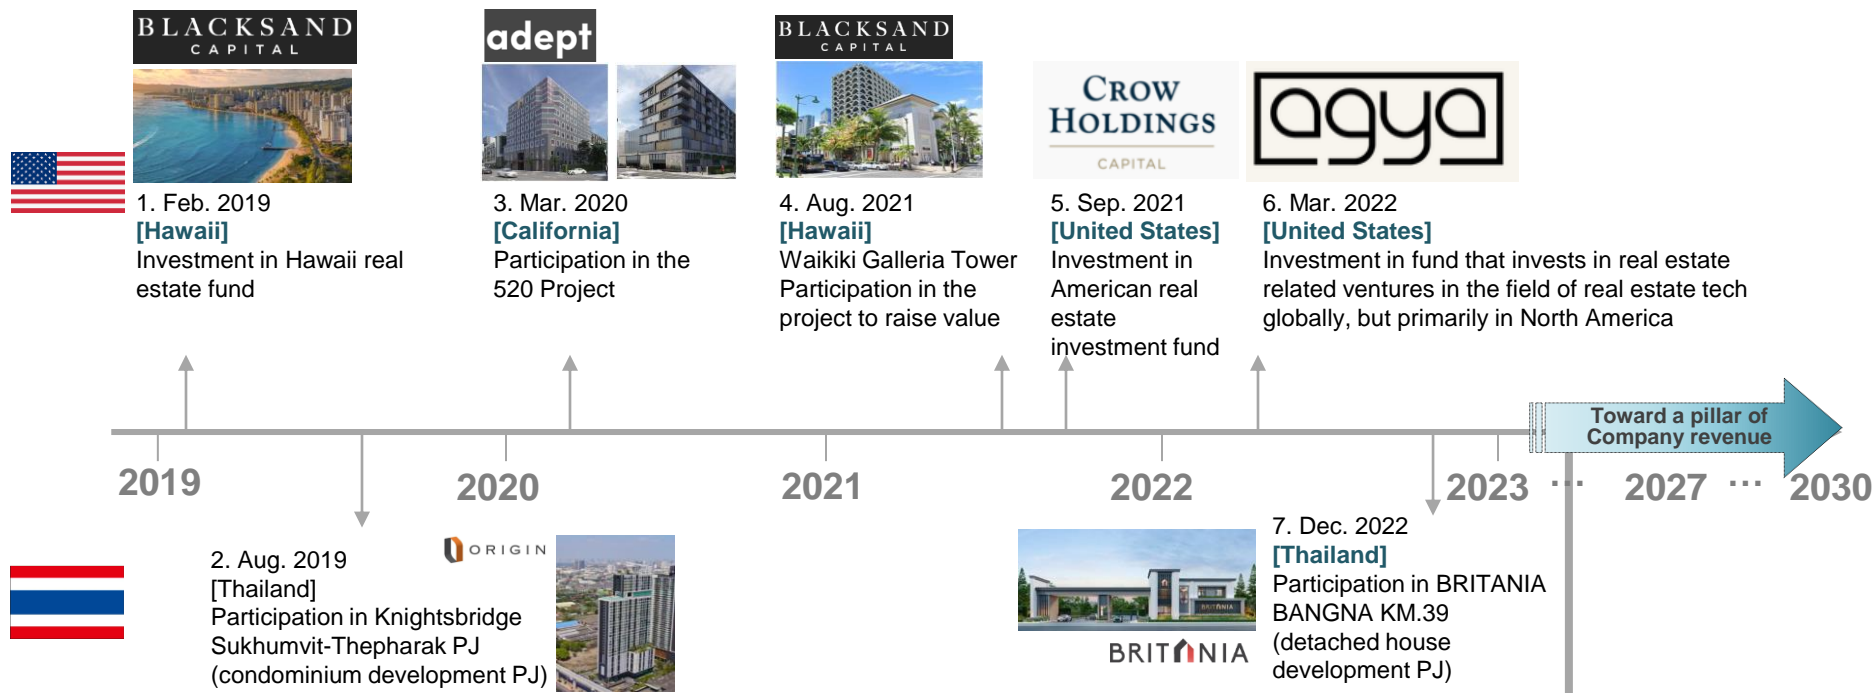 BLACKSAND
CAPITAL
adept
BLACKSAND
CAPITAL
CROW
HOLDINGS
CAPITAL
agya
1. Feb. 2019
[Hawaii]
Investment in Hawaii real
estate fund
3. Mar. 2020
[California]
Participation in the
520 Project
4. Aug. 2021
[Hawaii]
Waikiki Galleria Tower
Participation in the
project to raise value
5. Sep. 2021
[United States]
Investment in
American real
estate
investment fund
6. Mar. 2022
[United States]
Investment in fund that invests in real estate
related ventures in the field of real estate tech
globally, but primarily in North America
Toward a pillar of
Company revenue
2019
2020
2021
2022
2023 ... 2027 ... 2030
2. Aug. 2019
[Thailand]
Participation in Knightsbridge
Sukhumvit-Thepharak PJ
(condominium development PJ)
ORIGIN
BRITANIA
BRITANIA
7. Dec. 2022
[Thailand]
Participation in BRITANIA
BANGNA KM.39
(detached house
development PJ)